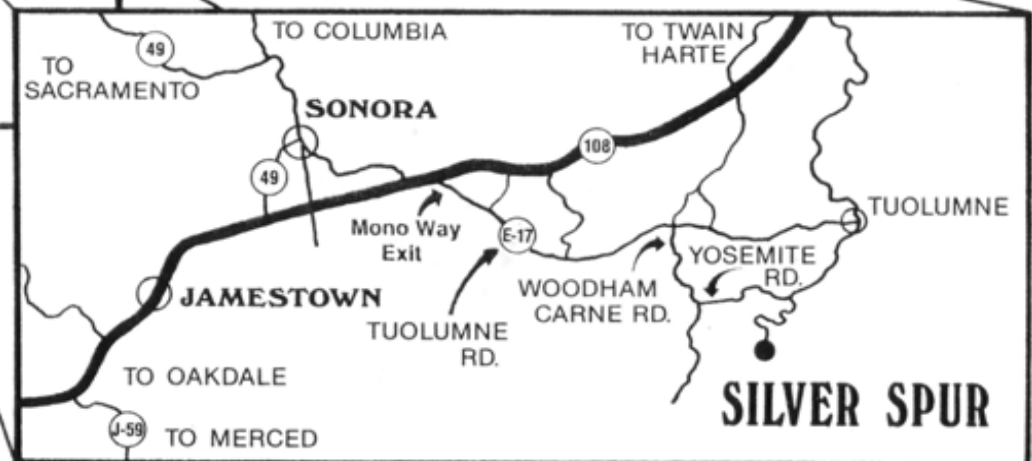 49
TO COLUMBIA
TO TWAIN
HARTE
TO
SACRAMENTO
SONORA
108
49
TUOLUMNE
Mono Way
Exit
E-17
YOSEMITE
RD.
WOODHAM
CARNE RD.
JAMESTOWN
TUOLUMNE
RD.
TO OAKDALE
SILVER SPUR
J-59
TO MERCED